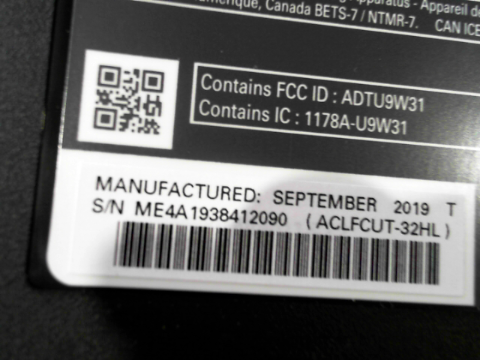 Apparatus - Appareil de
numérique, Canada BETS-7 / NTMR-7. CAN ICE
Contains FCC ID : ADTU9W31
Contains IC : 1178A-U9W31
MANUFACTURED: SEPTEMBER 2019 T
S/N ME4A1938412090 ( ACLFCUT-32HL )